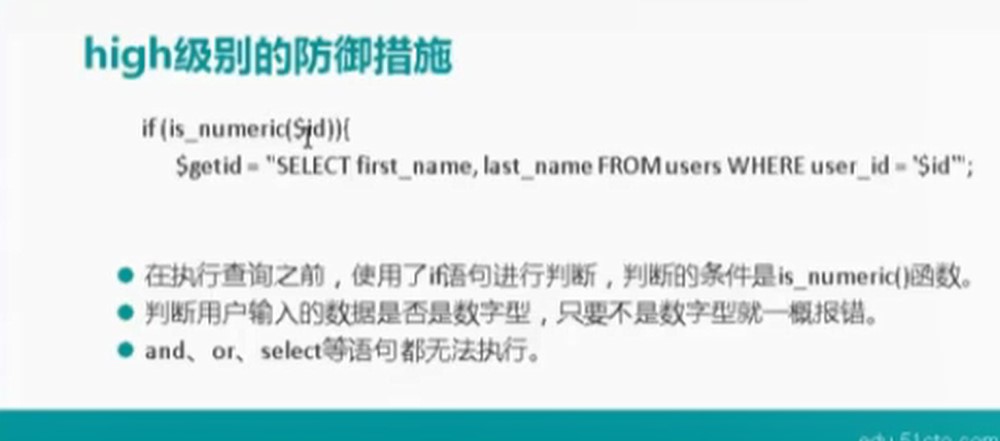 high级别的防御措施
if (is_numeric($id)){
$getid = "SELECT first_name, last_name FROM users WHERE user_id = '$id'";
在执行查询之前，使用了if语句进行判断，判断的条件是is_numeric()函数。
判断用户输入的数据是否是数字型，只要不是数字型就一概报错。
and、or、select等语句都无法执行。